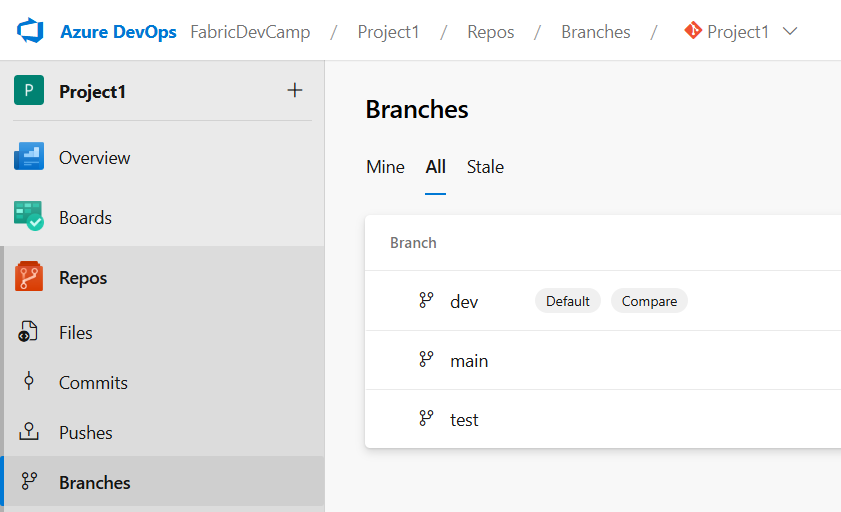 Azure DevOps FabricDevCamp / Project1 / Repos / Branches / Project1
P Project1 +
Overview
Boards
Repos
Files
Commits
Pushes
Branches
Branches
Mine All Stale
Branch
dev Default Compare
main
test